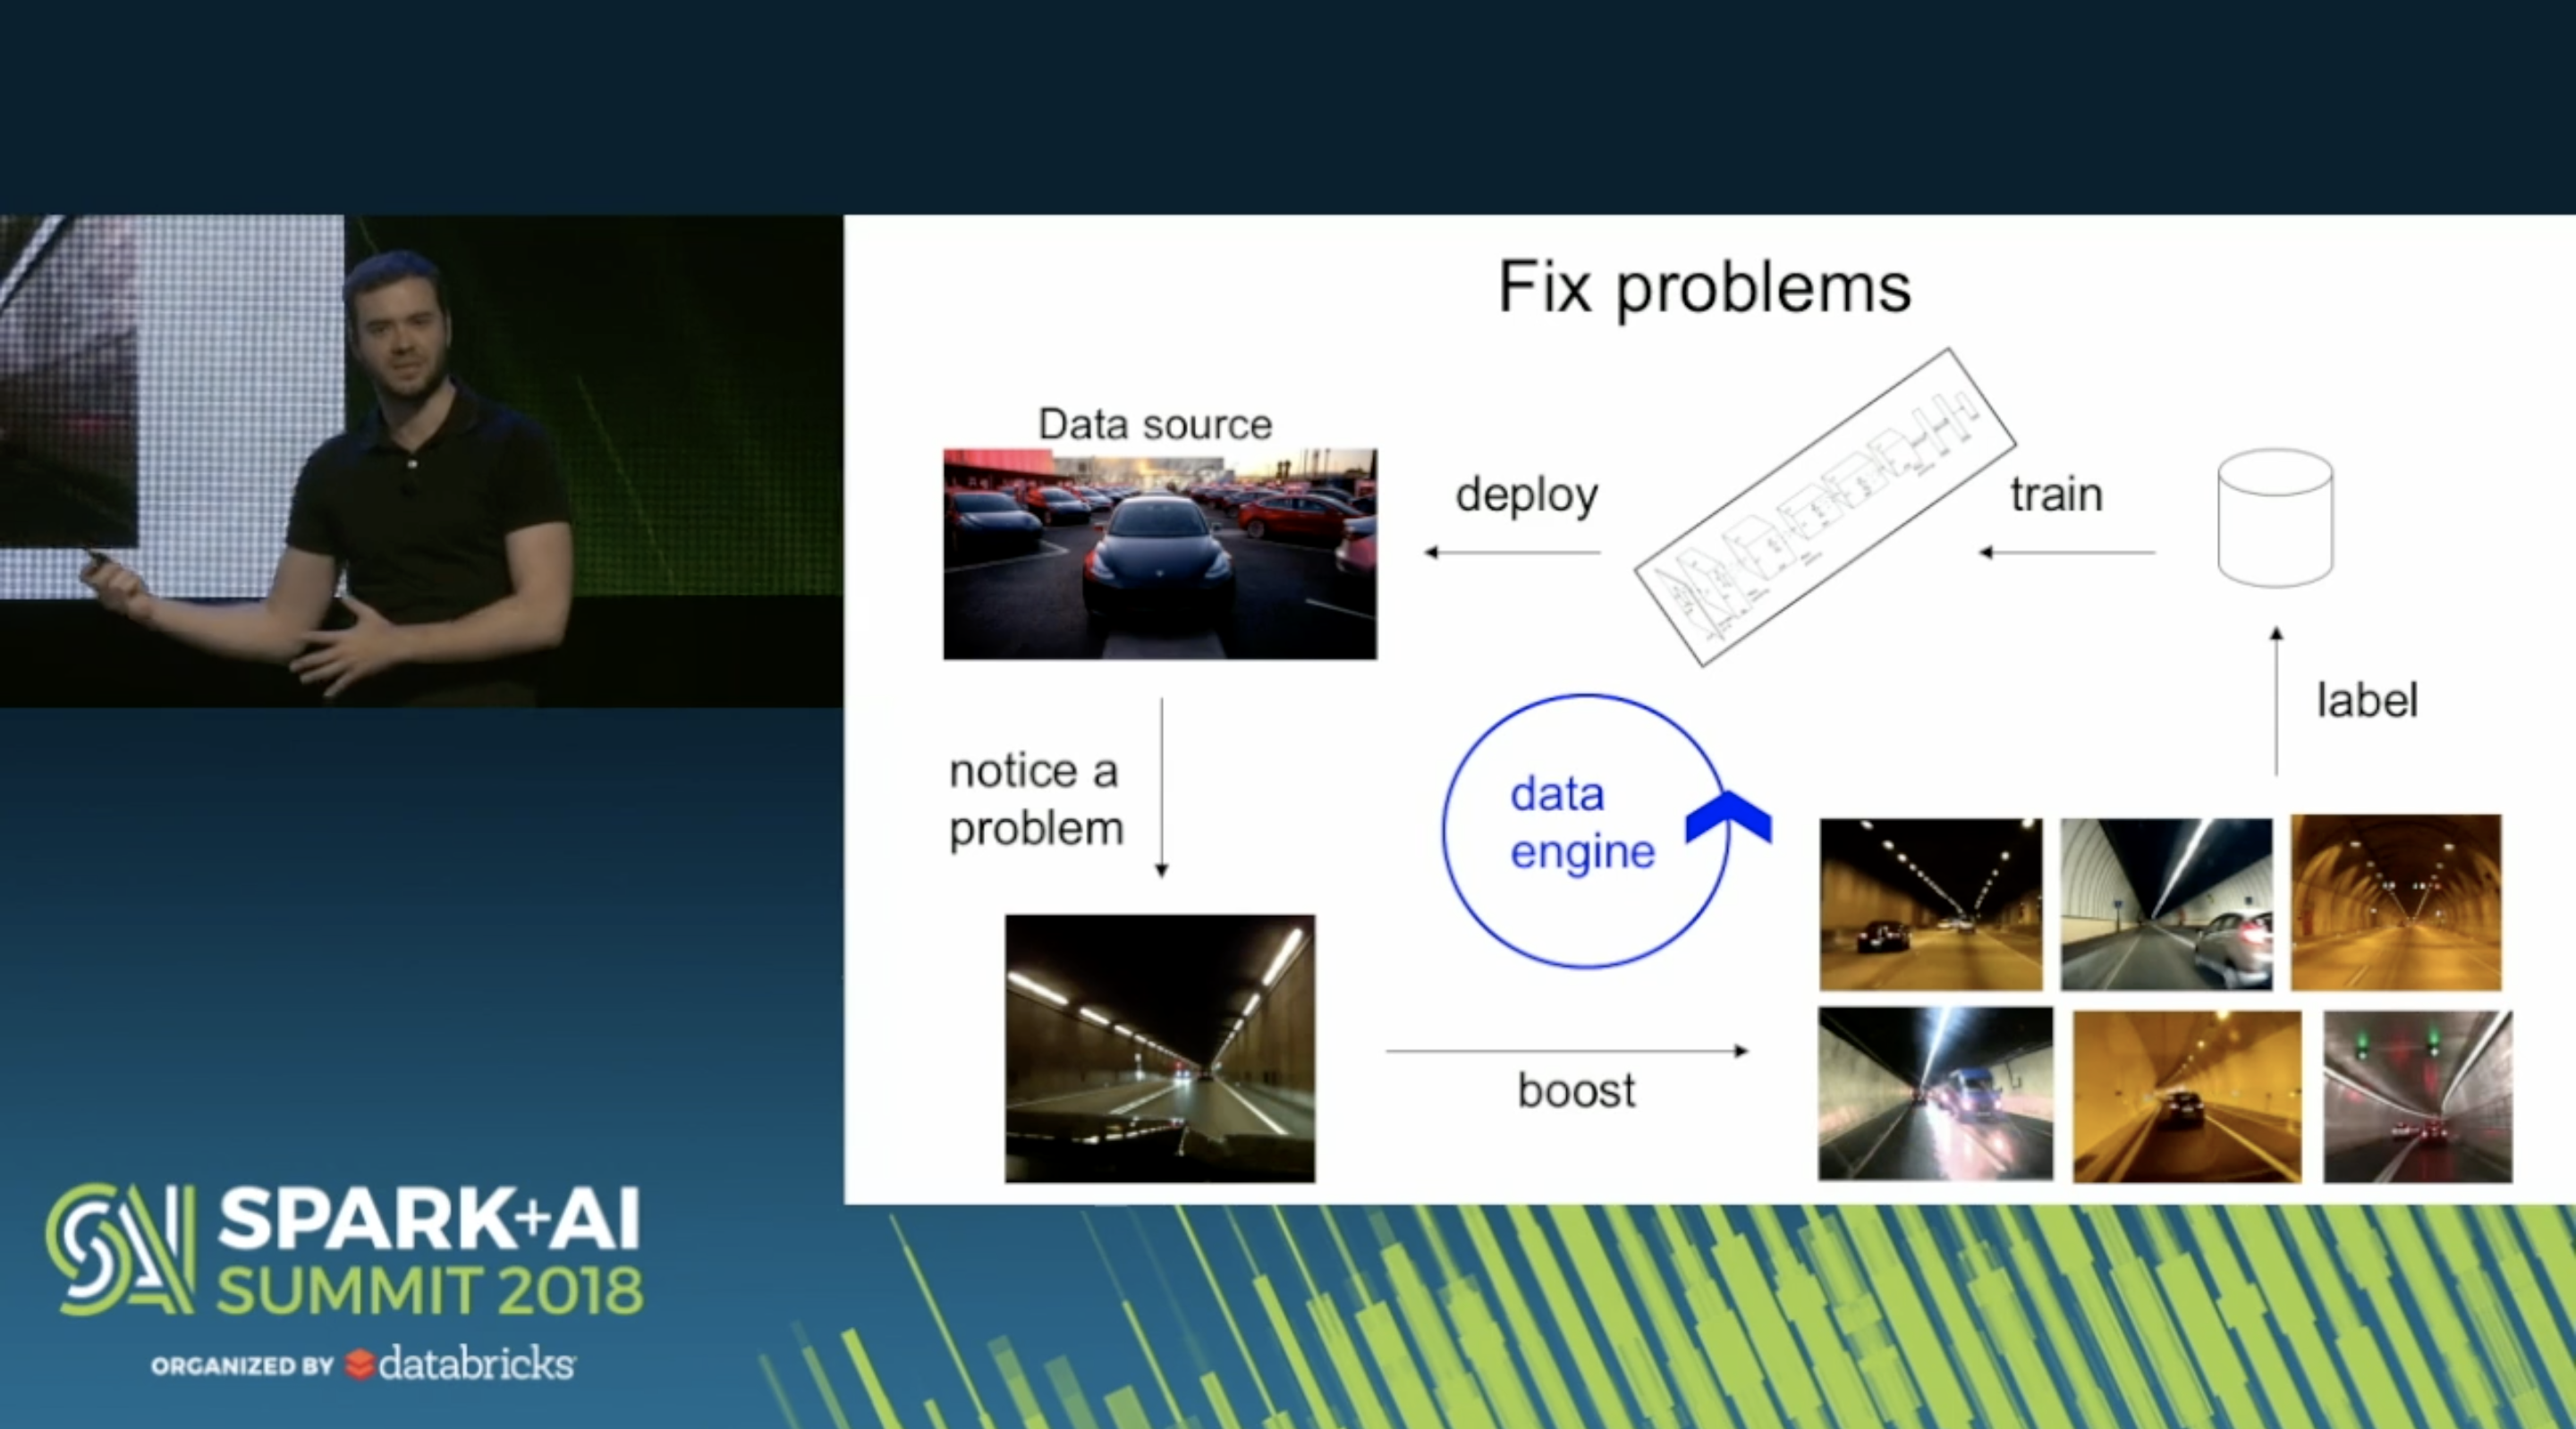 Fix problems
Data source
deploy
train
label
notice a
problem
data
engine
boost
SPARK+AI
SUMMIT 2018
ORGANIZED BY databricks